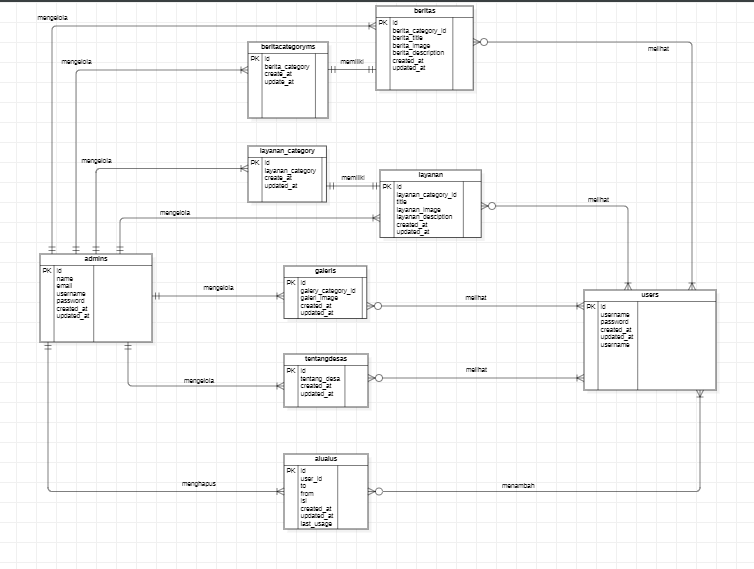 beritas
PK id
berita_category_id
berita_title
berita_image
berita_description
created_at
updated_at
mengelola
melihat
beritacategoryms
PK id
berita_category
create_at
update_at
mengelola
memiliki
layanan_category
PK id
layanan_category
create_at
updated_at
mengelola
memiliki
layanan
PK id
layanan_category_id
title
layanan_image
layanan_desciption
created_at
updated_at
mengelola
melihat
admins
PK id
name
email
username
password
created_at
updated_at
galeris
PK id
galery_category_id
galeri_image
created_at
updated_at
mengelola
melihat
users
PK id
username
password
created_at
updated_at
username
tentangdesas
PK id
tentang_desa
created_at
updated_at
mengelola
melihat
alualus
PK id
user_id
to
from
isi
created_at
updated_at
last_usage
menghapus
menambah